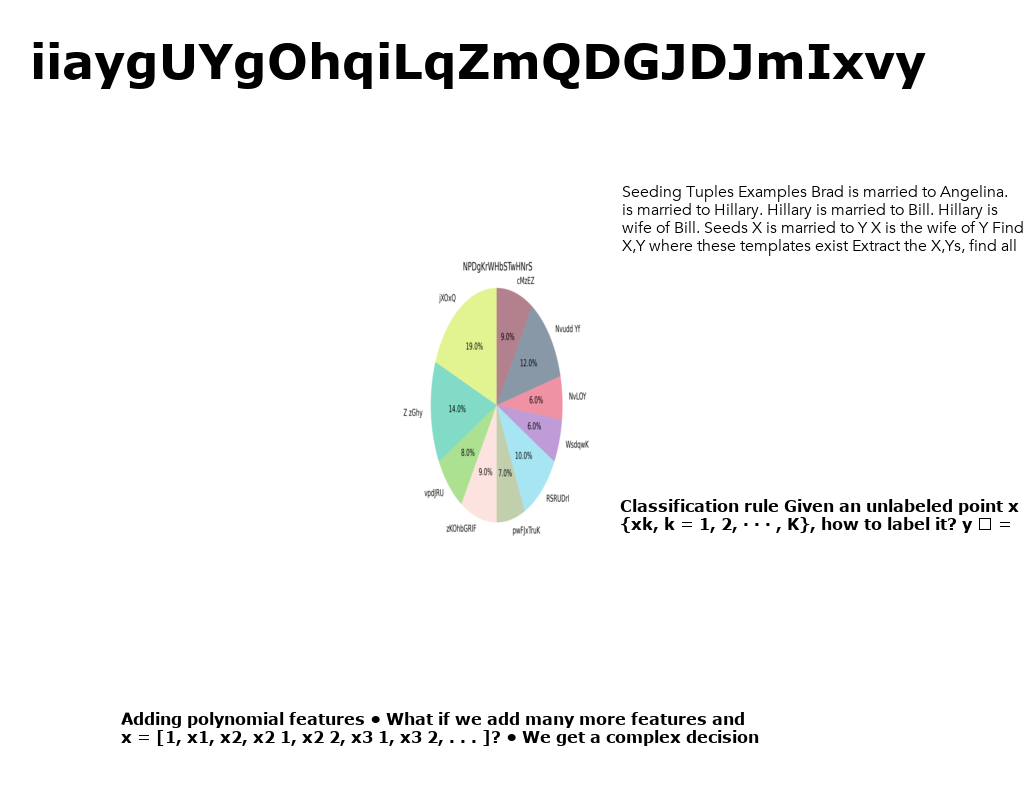 iiaygUYgOhqiLqZmQDGJDJmIxvy
Seeding Tuples Examples Brad is married to Angelina.
is married to Hillary. Hillary is married to Bill. Hillary is
wife of Bill. Seeds X is married to Y X is the wife of Y Find
X,Y where these templates exist Extract the X,Ys, find all
NPDgKrWHbSTwHNrS
cMzEZ
jXOxQ
Nvudd Yf
9.0%
19.0%
12.0%
NvLOY
6.0%
Z zGhy
14.0%
6.0%
WsdqwK
8.0%
10.0%
9.0%
7.0%
vpdJRU
RSRUDrl
zKOhbGRIF
pwFJxTruK
Classification rule Given an unlabeled point x
{xk, k = 1, 2, · · · , K}, how to label it? y □ =
Adding polynomial features • What if we add many more features and
x = [1, x1, x2, x2 1, x2 2, x3 1, x3 2, . . . ]? • We get a complex decision